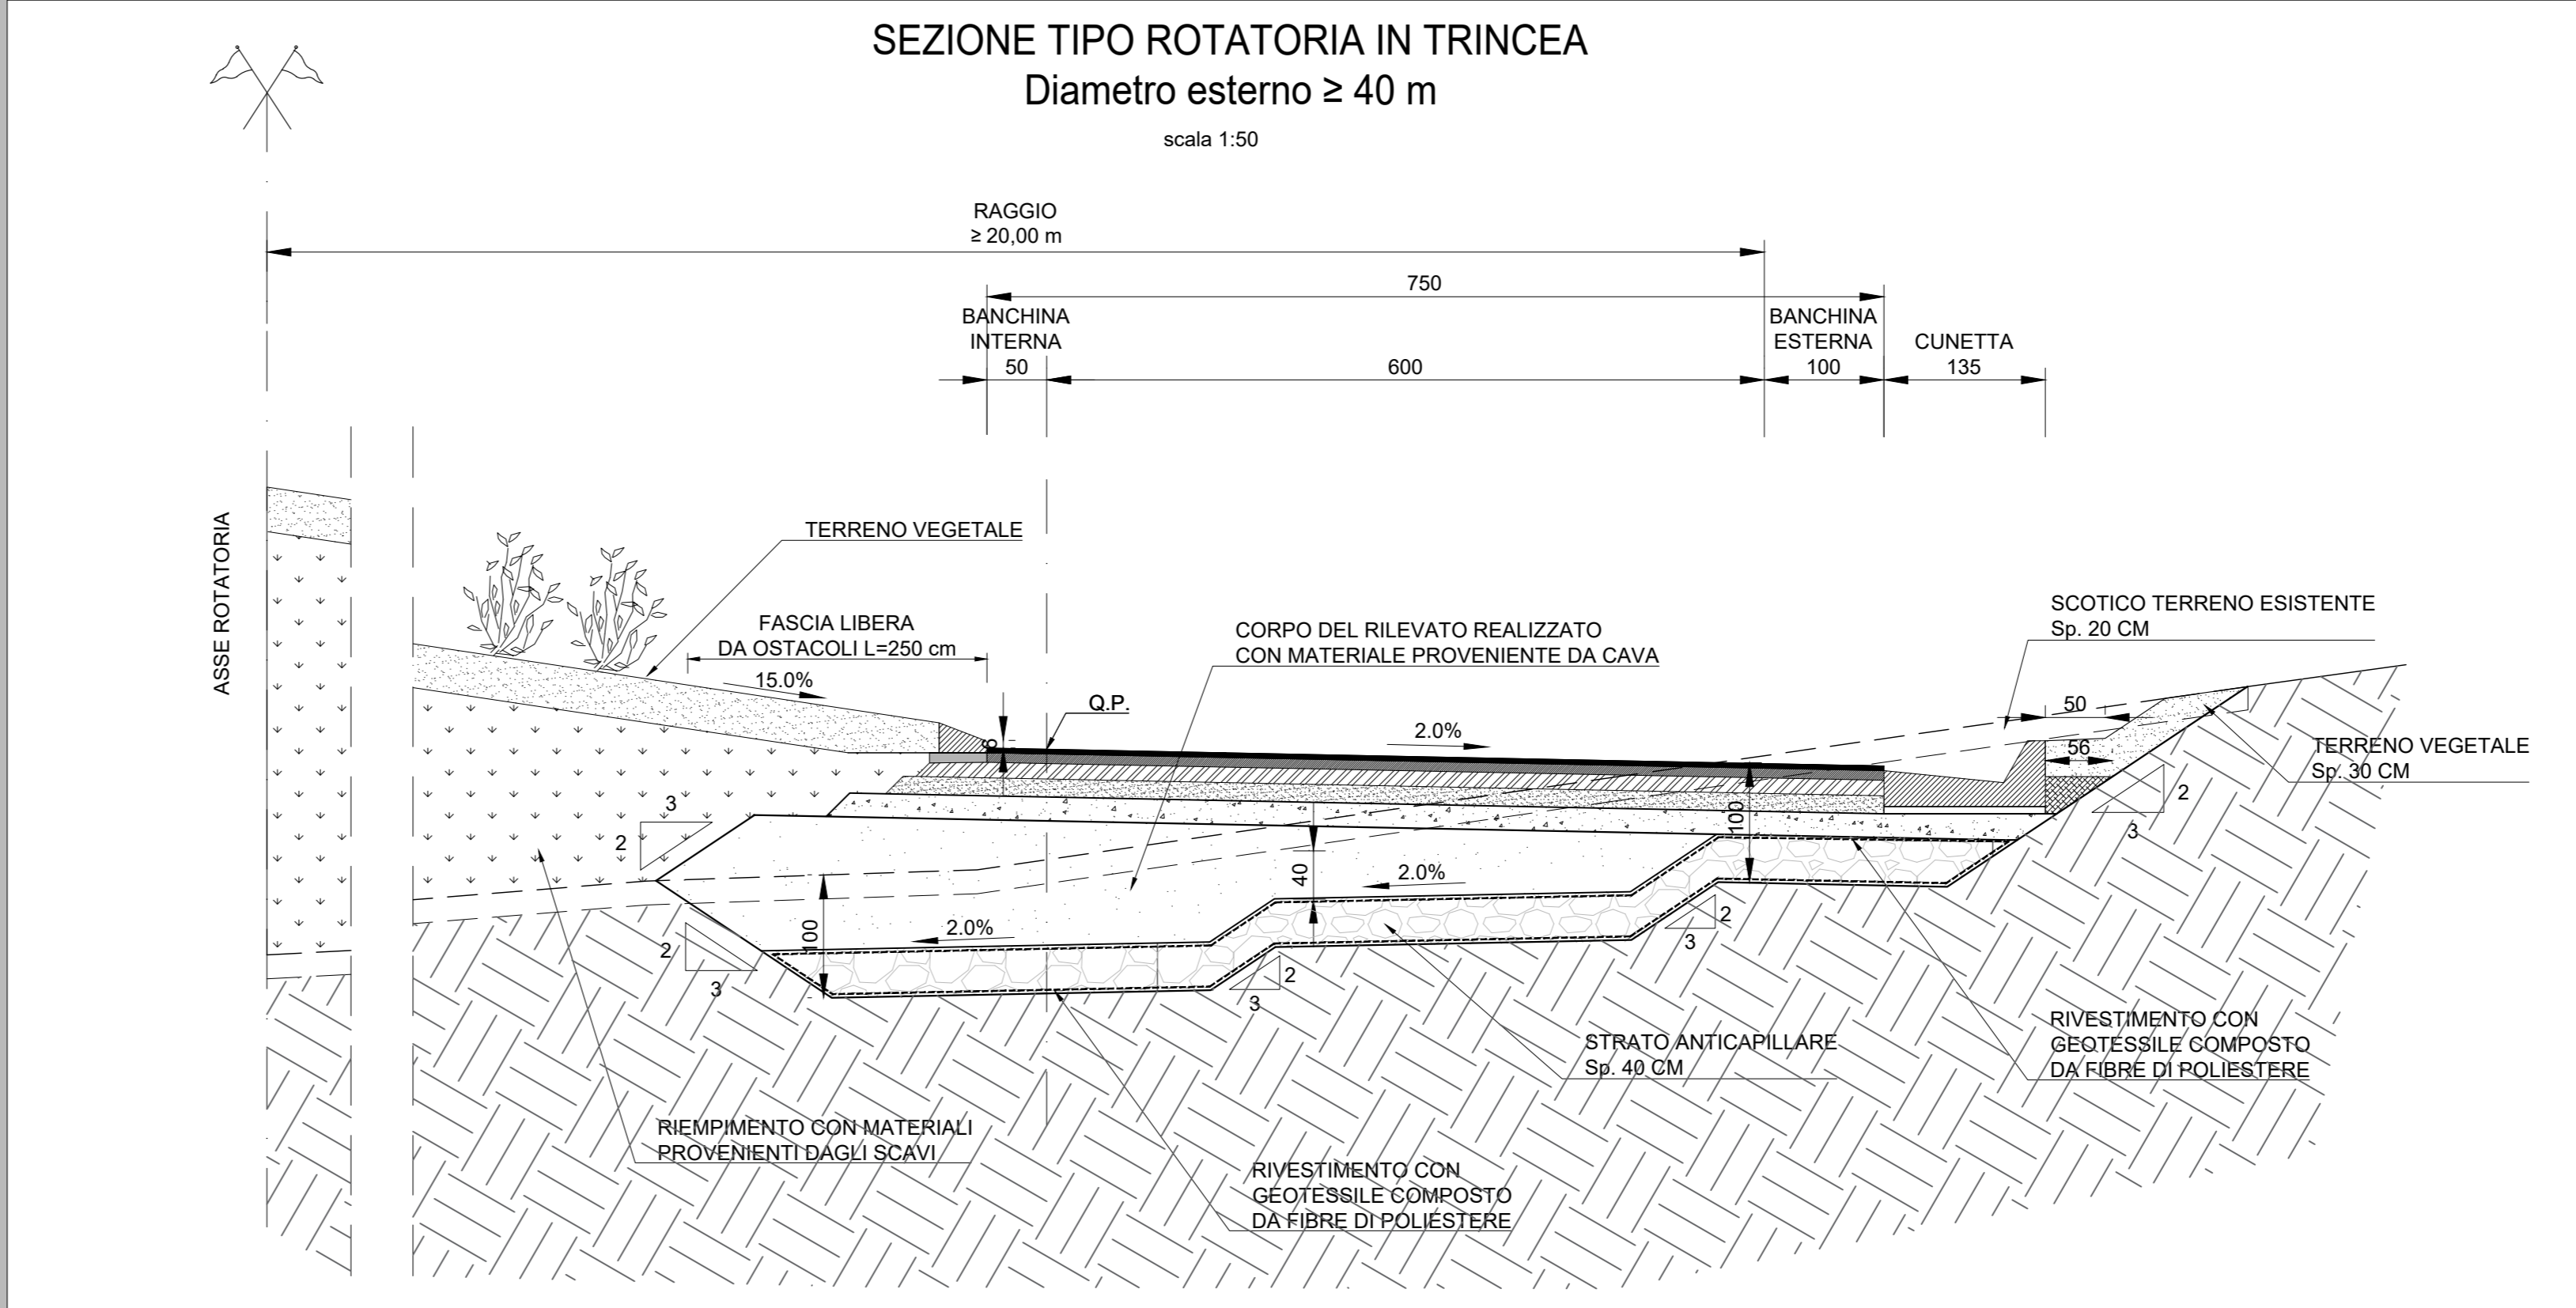 SEZIONE TIPO ROTATORIA IN TRINCEA
Diametro esterno ≥ 40 m
scala 1:50
RAGGIO
≥ 20,00 m
750
BANCHINA
INTERNA
50
600
BANCHINA
ESTERNA
100
CUNETTA
135
ASSE ROTATORIA
TERRENO VEGETALE
FASCIA LIBERA
DA OSTACOLI L=250 cm
15.0%
CORPO DEL RILEVATO REALIZZATO
CON MATERIALE PROVENIENTE DA CAVA
SCOTICO TERRENO ESISTENTE
Sp. 20 CM
Q.P.
6
2.0%
50
56
TERRENO VEGETALE
Sp. 30 CM
2
3
3
2
100
40
2.0%
100
2.0%
2
3
2
3
2
3
STRATO ANTICAPILLARE
Sp. 40 CM
RIVESTIMENTO CON
GEOTESSILE COMPOSTO
DA FIBRE DI POLIESTERE
RIEMPIMENTO CON MATERIALI
PROVENIENTI DAGLI SCAVI
RIVESTIMENTO CON
GEOTESSILE COMPOSTO
DA FIBRE DI POLIESTERE